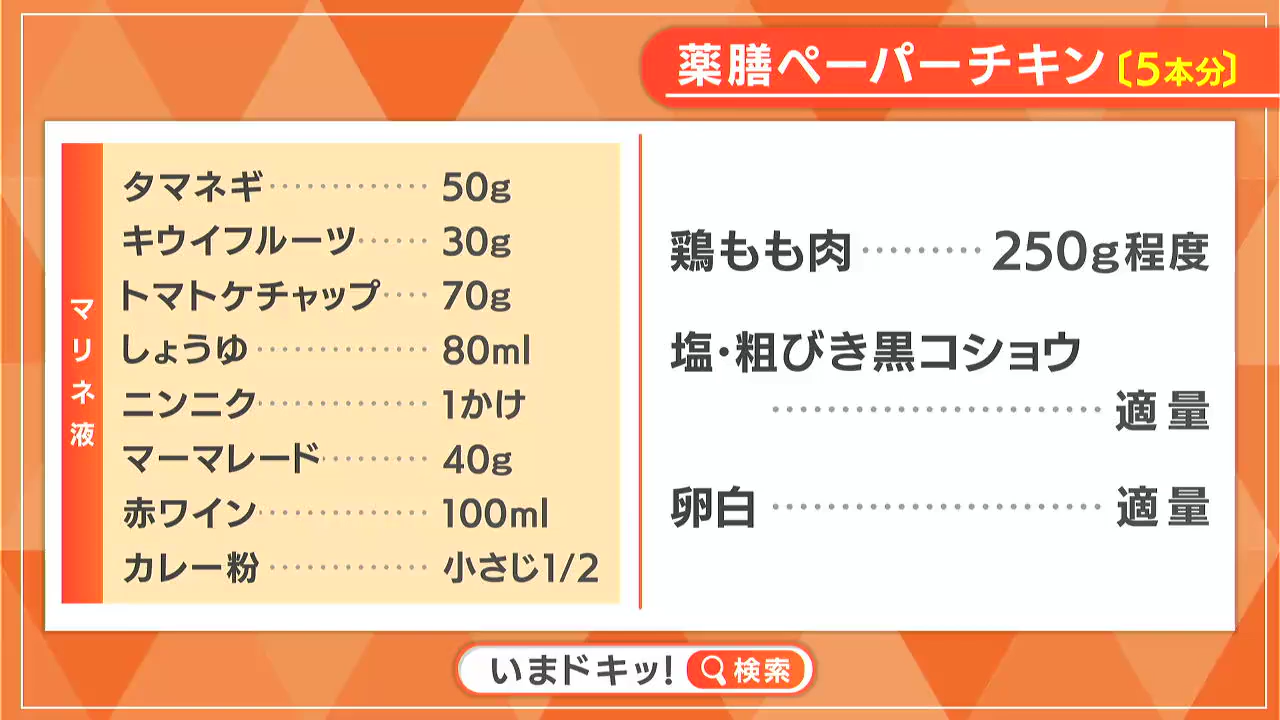 薬膳ペーパーチキン〔5本分〕
マリネ液
タマネギ………… 50g
キウイフルーツ…… 30g
トマトケチャップ…… 70g
しょうゆ………… 80ml
ニンニク………… 1かけ
マーマレード……… 40g
赤ワイン………… 100ml
カレー粉………… 小さじ1/2
鶏もも肉……… 250g程度
塩・粗びき黒コショウ
………………… 適量
卵白………………… 適量
いまドキッ! 検索